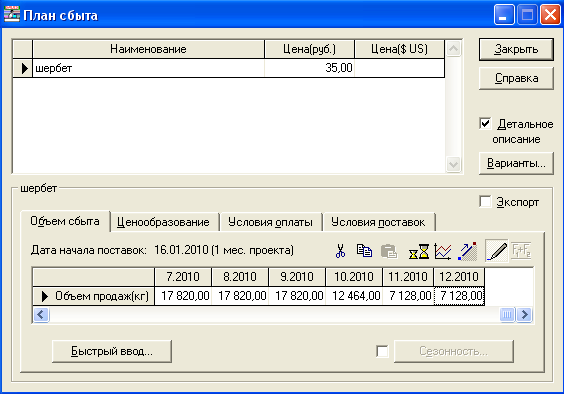 План сбыта
Наименование Цена(руб.) Цена($ US)
шербет 35,00
Закрыть
Справка
Детальное описание
Варианты...
шербет
Экспорт
Объем сбыта Ценообразование Условия оплаты Условия поставок
Дата начала поставок: 16.01.2010 (1 мес. проекта)
7.2010 8.2010 9.2010 10.2010 11.2010 12.2010
Объем продаж(кг) 17 820,00 17 820,00 17 820,00 12 464,00 7 128,00 7 128,00
Быстрый ввод... Сезонность...